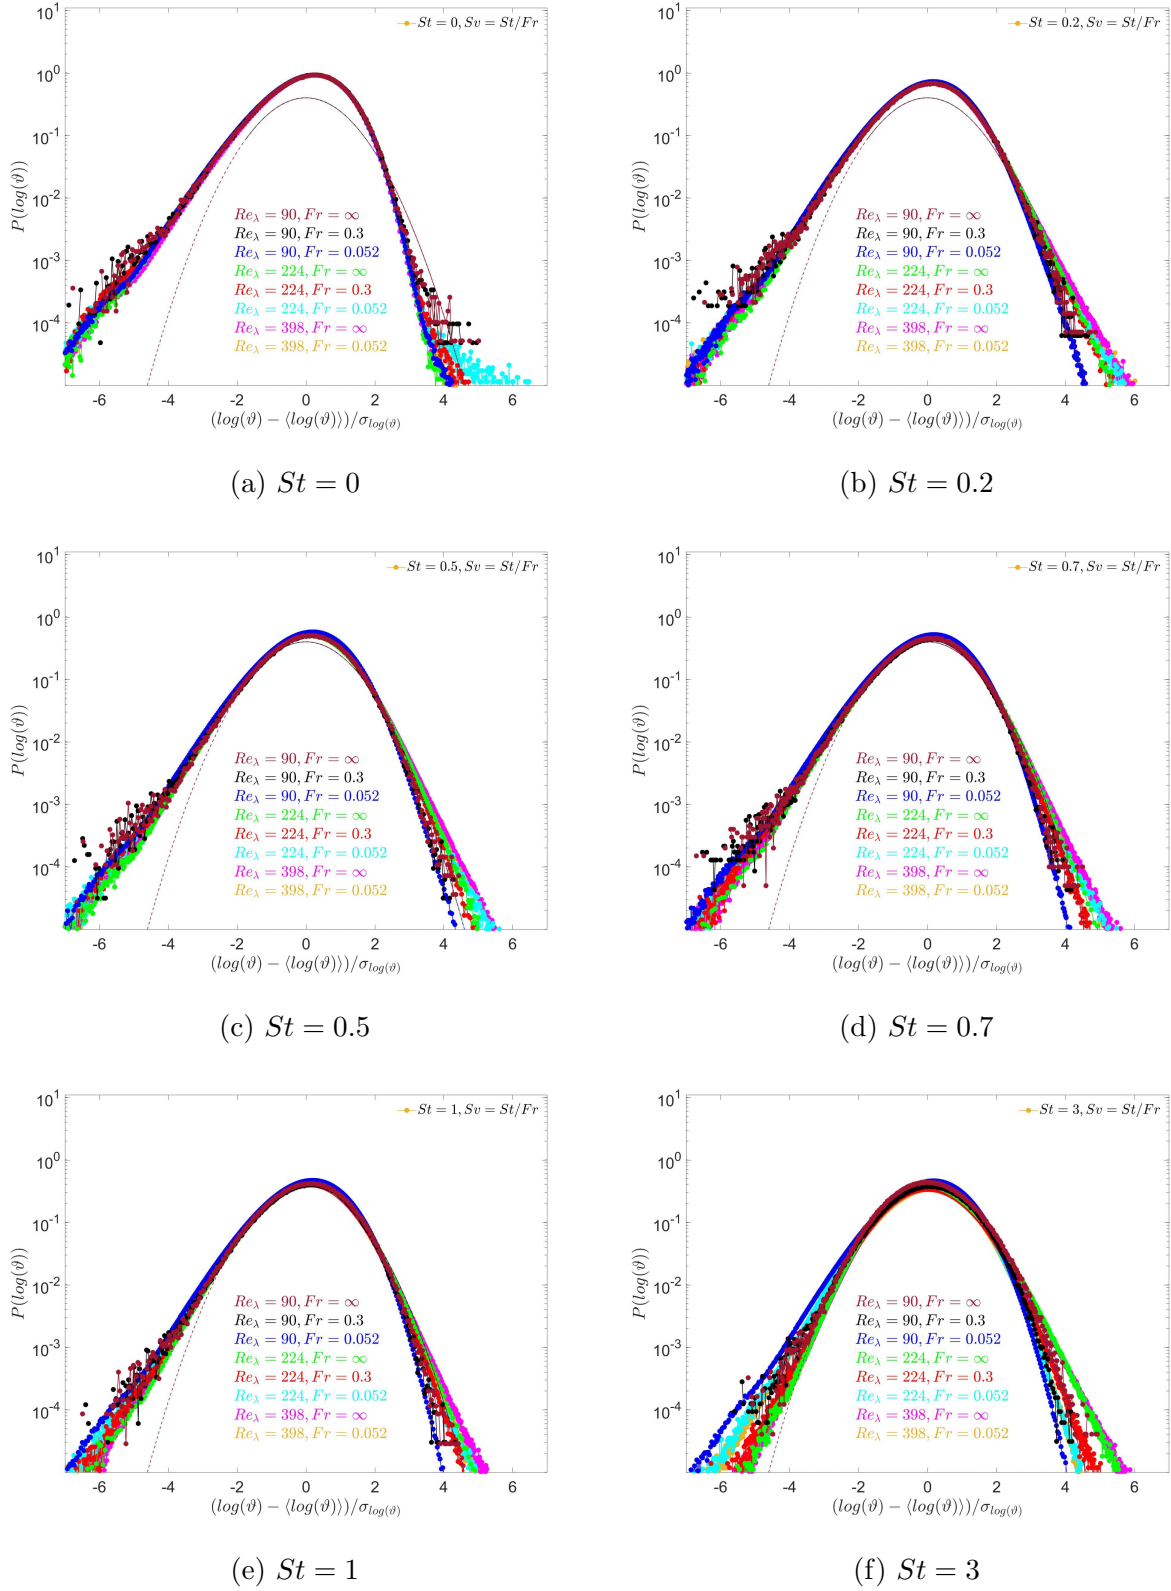 St = 0, Sv = St/Fr
10^1
10^0
10^-1
10^-2
10^-3
10^-4
P(log(ϑ))
Re_λ = 90, Fr = ∞
Re_λ = 90, Fr = 0.3
Re_λ = 90, Fr = 0.052
Re_λ = 224, Fr = ∞
Re_λ = 224, Fr = 0.3
Re_λ = 224, Fr = 0.052
Re_λ = 398, Fr = ∞
Re_λ = 398, Fr = 0.052
-6 -4 -2 0 2 4 6
(log(ϑ) − ⟨log(ϑ)⟩)/σ_log(ϑ)
(a) St = 0
St = 0.2, Sv = St/Fr
10^1
10^0
10^-1
10^-2
10^-3
10^-4
P(log(ϑ))
Re_λ = 90, Fr = ∞
Re_λ = 90, Fr = 0.3
Re_λ = 90, Fr = 0.052
Re_λ = 224, Fr = ∞
Re_λ = 224, Fr = 0.3
Re_λ = 224, Fr = 0.052
Re_λ = 398, Fr = ∞
Re_λ = 398, Fr = 0.052
-6 -4 -2 0 2 4 6
(log(ϑ) − ⟨log(ϑ)⟩)/σ_log(ϑ)
(b) St = 0.2
St = 0.5, Sv = St/Fr
10^1
10^0
10^-1
10^-2
10^-3
10^-4
P(log(ϑ))
Re_λ = 90, Fr = ∞
Re_λ = 90, Fr = 0.3
Re_λ = 90, Fr = 0.052
Re_λ = 224, Fr = ∞
Re_λ = 224, Fr = 0.3
Re_λ = 224, Fr = 0.052
Re_λ = 398, Fr = ∞
Re_λ = 398, Fr = 0.052
-6 -4 -2 0 2 4 6
(log(ϑ) − ⟨log(ϑ)⟩)/σ_log(ϑ)
(c) St = 0.5
St = 0.7, Sv = St/Fr
10^1
10^0
10^-1
10^-2
10^-3
10^-4
P(log(ϑ))
Re_λ = 90, Fr = ∞
Re_λ = 90, Fr = 0.3
Re_λ = 90, Fr = 0.052
Re_λ = 224, Fr = ∞
Re_λ = 224, Fr = 0.3
Re_λ = 224, Fr = 0.052
Re_λ = 398, Fr = ∞
Re_λ = 398, Fr = 0.052
-6 -4 -2 0 2 4 6
(log(ϑ) − ⟨log(ϑ)⟩)/σ_log(ϑ)
(d) St = 0.7
St = 1, Sv = St/Fr
10^1
10^0
10^-1
10^-2
10^-3
10^-4
P(log(ϑ))
Re_λ = 90, Fr = ∞
Re_λ = 90, Fr = 0.3
Re_λ = 90, Fr = 0.052
Re_λ = 224, Fr = ∞
Re_λ = 224, Fr = 0.3
Re_λ = 224, Fr = 0.052
Re_λ = 398, Fr = ∞
Re_λ = 398, Fr = 0.052
-6 -4 -2 0 2 4 6
(log(ϑ) − ⟨log(ϑ)⟩)/σ_log(ϑ)
(e) St = 1
St = 3, Sv = St/Fr
10^1
10^0
10^-1
10^-2
10^-3
10^-4
P(log(ϑ))
Re_λ = 90, Fr = ∞
Re_λ = 90, Fr = 0.3
Re_λ = 90, Fr = 0.052
Re_λ = 224, Fr = ∞
Re_λ = 224, Fr = 0.3
Re_λ = 224, Fr = 0.052
Re_λ = 398, Fr = ∞
Re_λ = 398, Fr = 0.052
-6 -4 -2 0 2 4 6
(log(ϑ) − ⟨log(ϑ)⟩)/σ_log(ϑ)
(f) St = 3